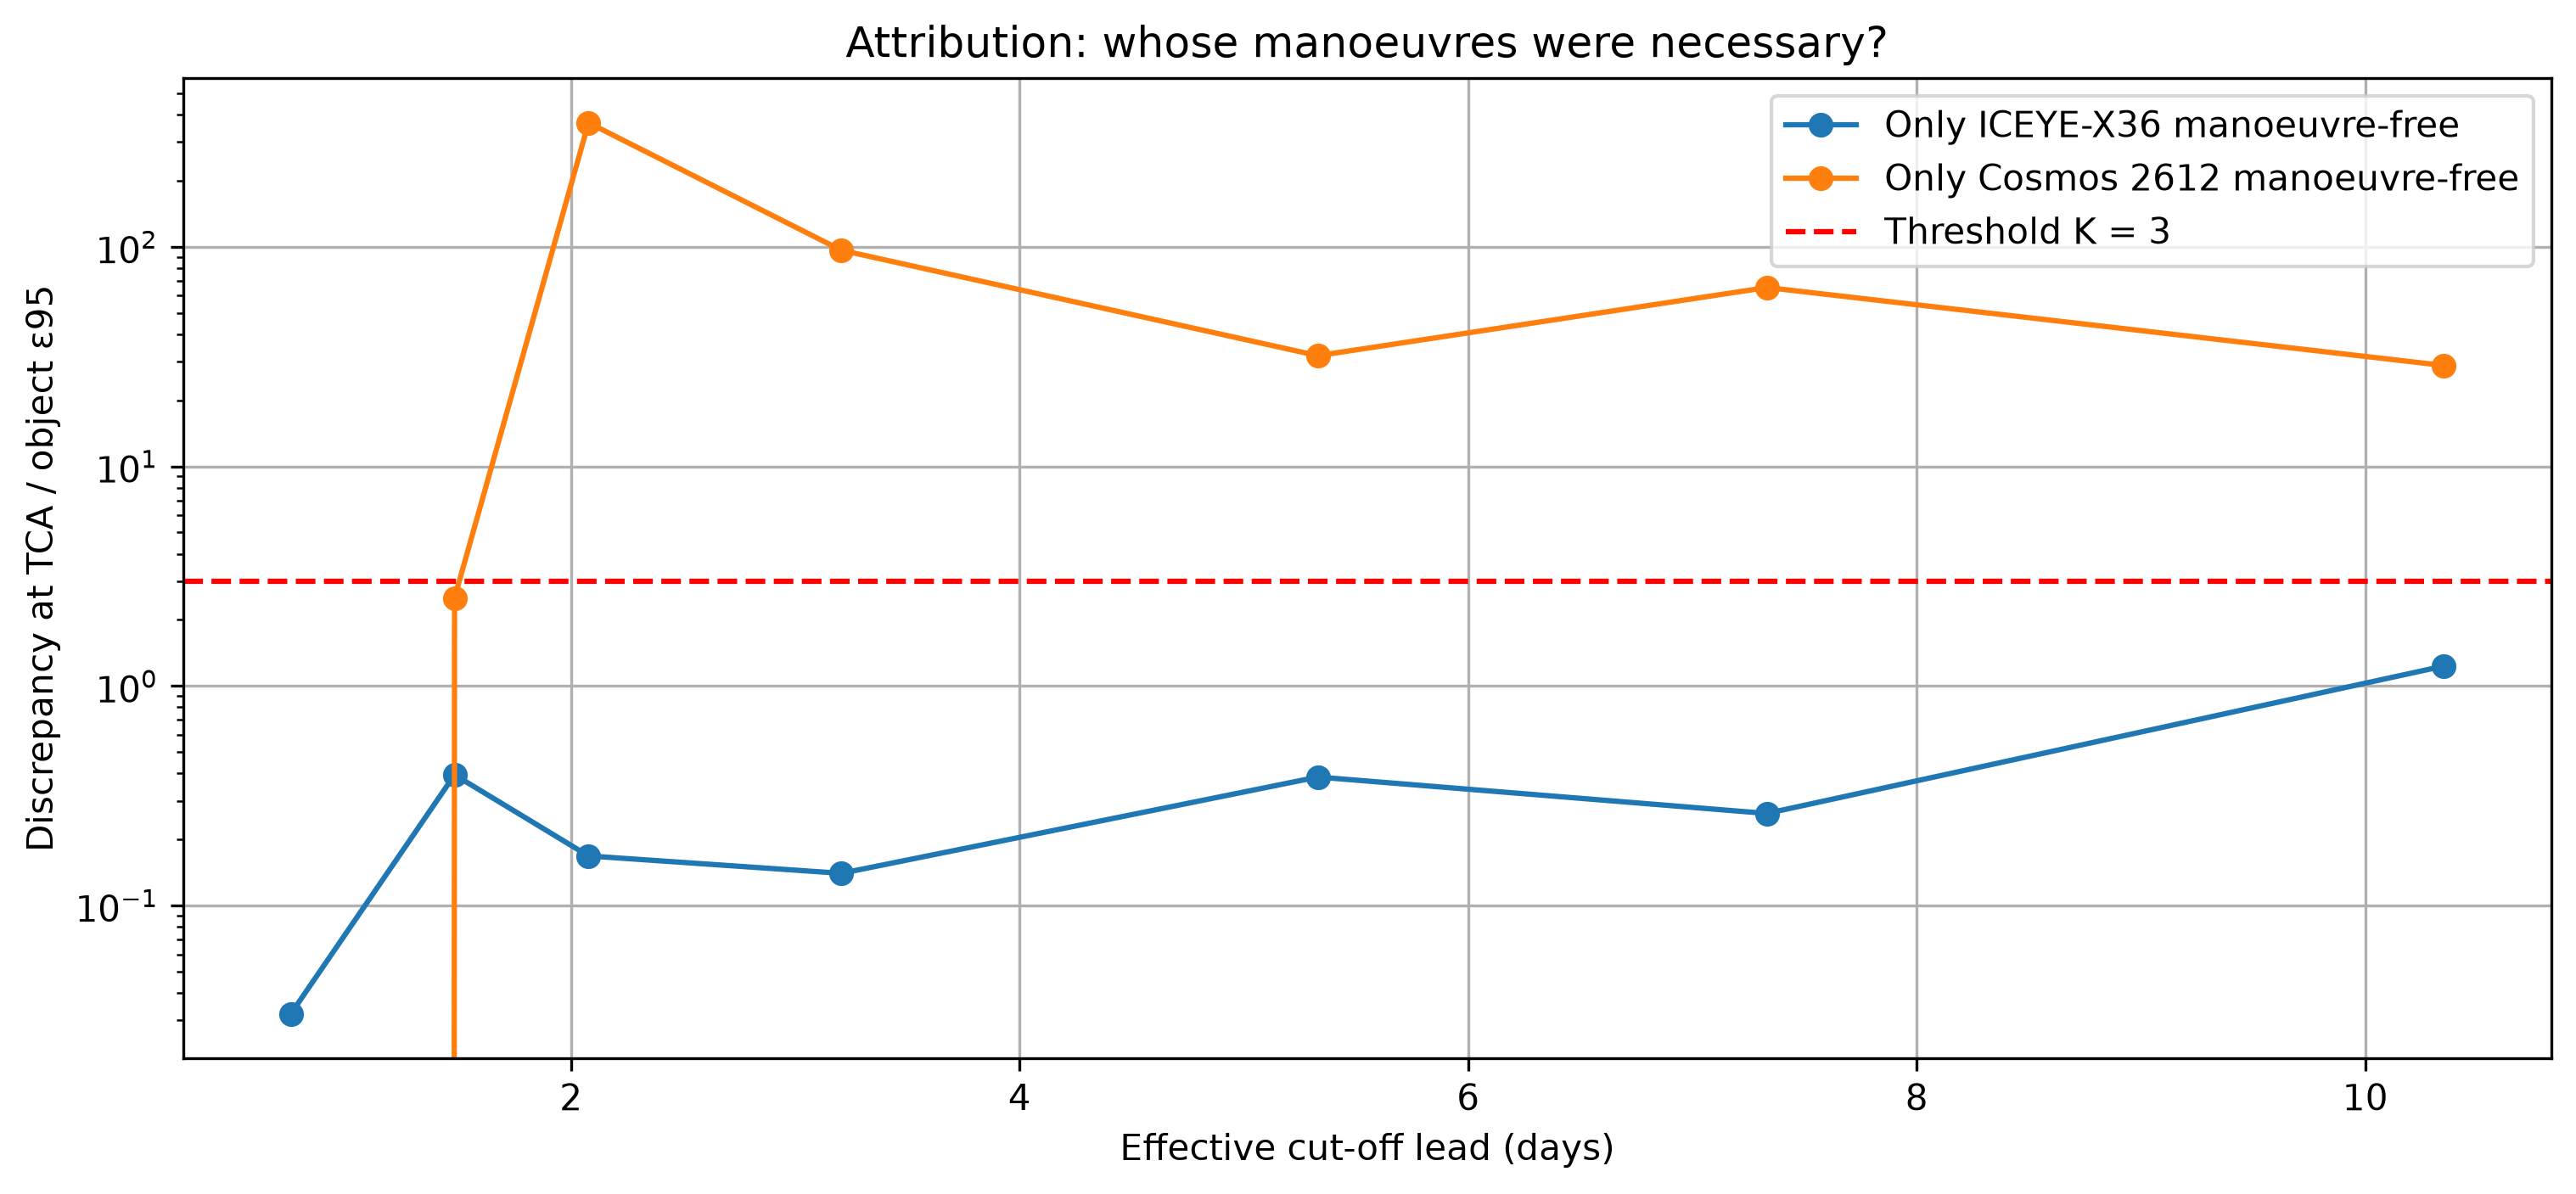 Attribution: whose manoeuvres were necessary?
Only ICEYE-X36 manoeuvre-free
Only Cosmos 2612 manoeuvre-free
Threshold K = 3
Discrepancy at TCA / object ε95
10²
10¹
10⁰
10⁻¹
2 4 6 8 10
Effective cut-off lead (days)